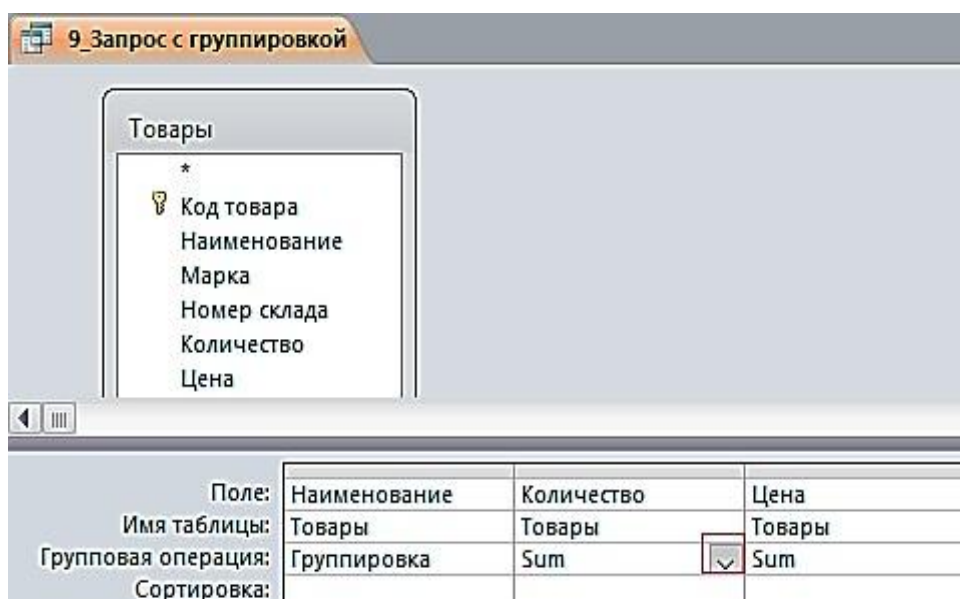 9_Запрос с группировкой
Товары
*
Код товара
Наименование
Марка
Номер склада
Количество
Цена
Поле: Наименование Количество Цена
Имя таблицы: Товары Товары Товары
Групповая операция: Группировка Sum Sum
Сортировка: